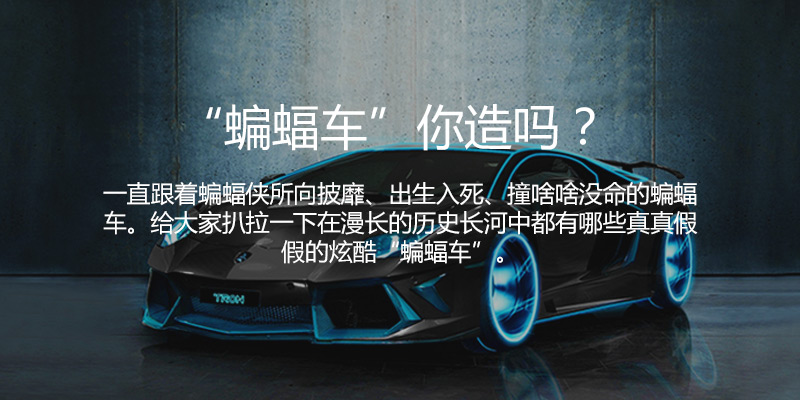 “蝙蝠车”你造吗？
一直跟着蝙蝠侠所向披靡、出生入死、撞啥啥没命的蝙蝠
车。给大家扒拉一下在漫长的历史长河中都有哪些真真假
假的炫酷“蝙蝠车”。
TRON